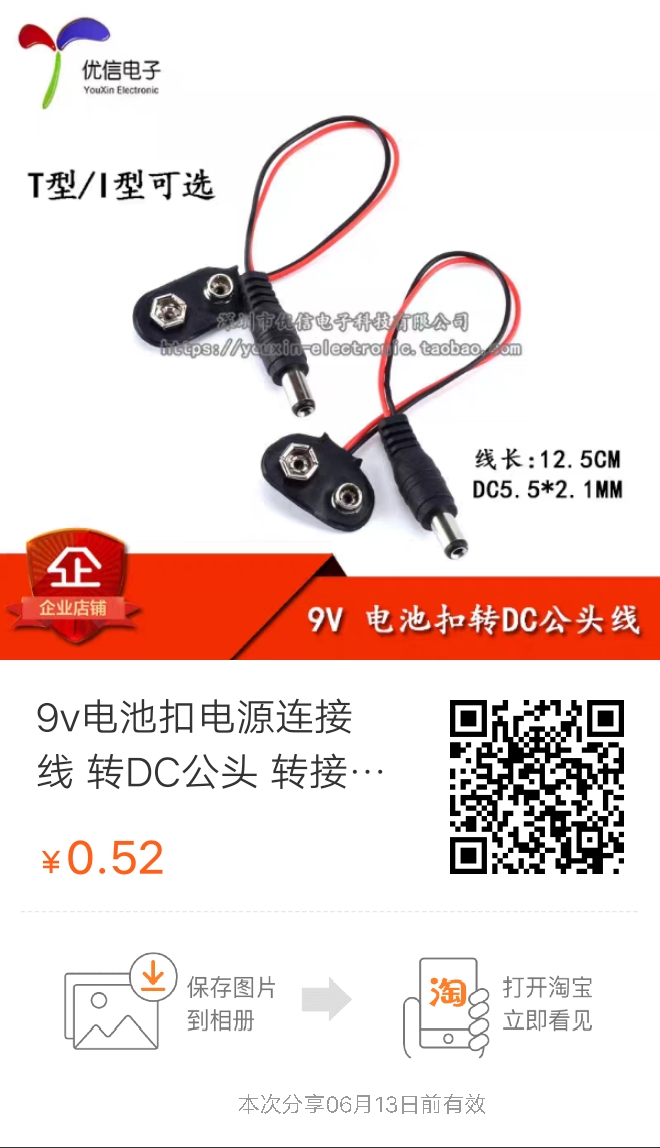 优信电子
YouXin Electronic
T型/I型可选
深圳市优信电子科技有限公司
https://youxin-electronic.taobao.com
线长:12.5CM
DC5.5*2.1MM
企
企业店铺
9V 电池扣转DC公头线
9v电池扣电源连接
线 转DC公头 转接…
¥0.52
保存图片
到相册
淘
打开淘宝
立即看见
本次分享06月13日前有效